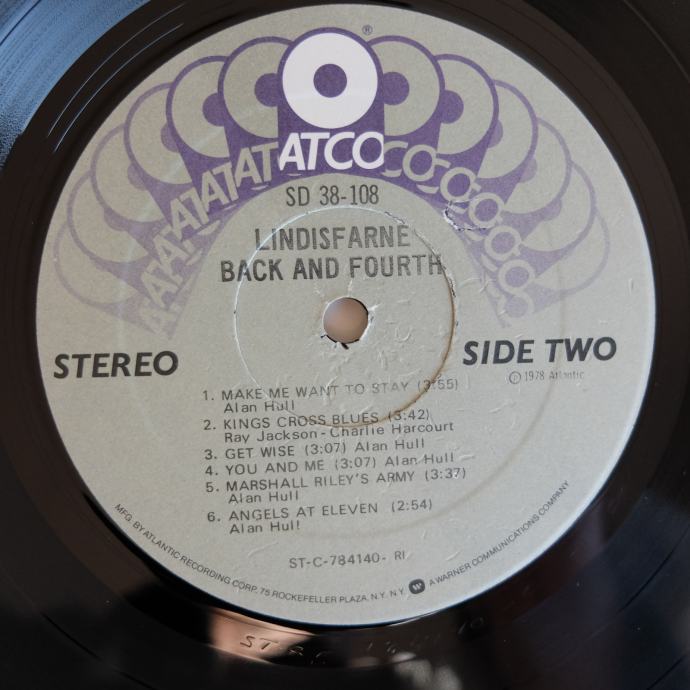 ®
ATCO
SD 38-108
LINDISFARNE
BACK AND FOURTH
STEREO
SIDE TWO
Ⓟ 1978 Atlantic
1. MAKE ME WANT TO STAY (3:55)
Alan Hull
2. KINGS CROSS BLUES (3:42)
Ray Jackson - Charlie Harcourt
3. GET WISE (3:07) Alan Hull
4. YOU AND ME (3:07) Alan Hull
5. MARSHALL RILEY'S ARMY (3:37)
Alan Hull
6. ANGELS AT ELEVEN (2:54)
Alan Hull
ST-C-784140- RI
MFG. BY ATLANTIC RECORDING CORP. 75 ROCKEFELLER PLAZA, N.Y. N.Y. W A WARNER COMMUNICATIONS COMPANY